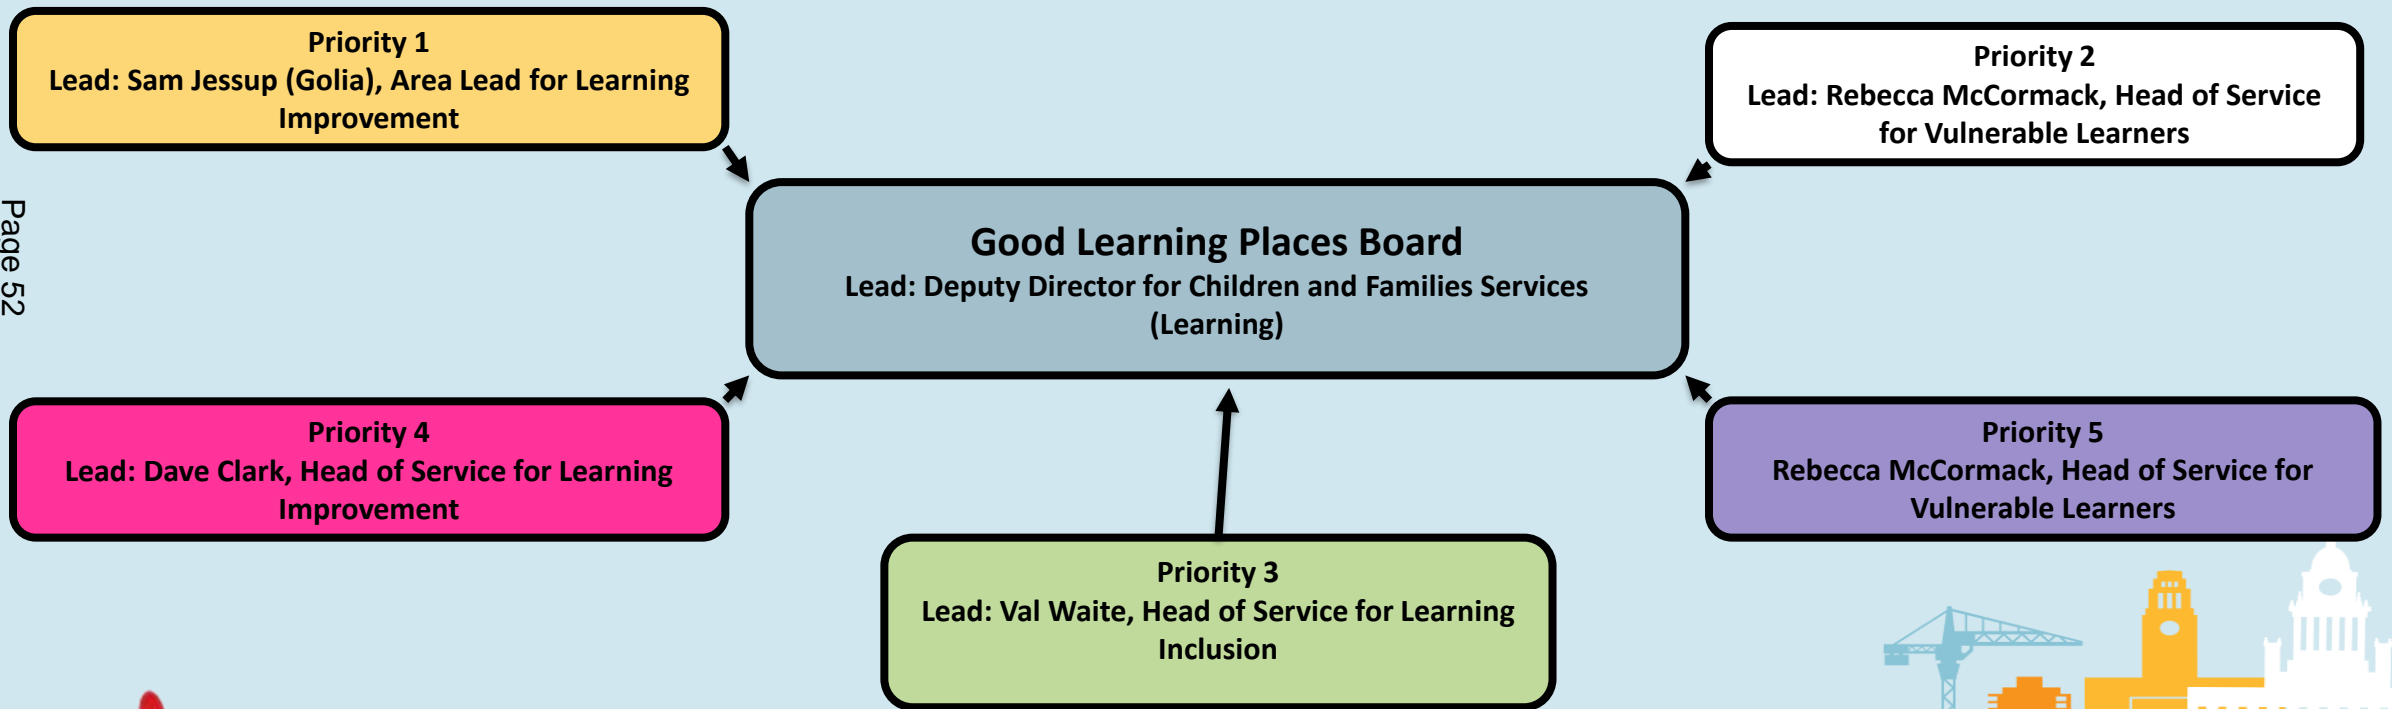 Priority 1
Lead: Sam Jessup (Golia), Area Lead for Learning
Improvement
Priority 2
Lead: Rebecca McCormack, Head of Service
for Vulnerable Learners
Page 52
Good Learning Places Board
Lead: Deputy Director for Children and Families Services
(Learning)
Priority 4
Lead: Dave Clark, Head of Service for Learning
Improvement
Priority 5
Rebecca McCormack, Head of Service for
Vulnerable Learners
Priority 3
Lead: Val Waite, Head of Service for Learning
Inclusion